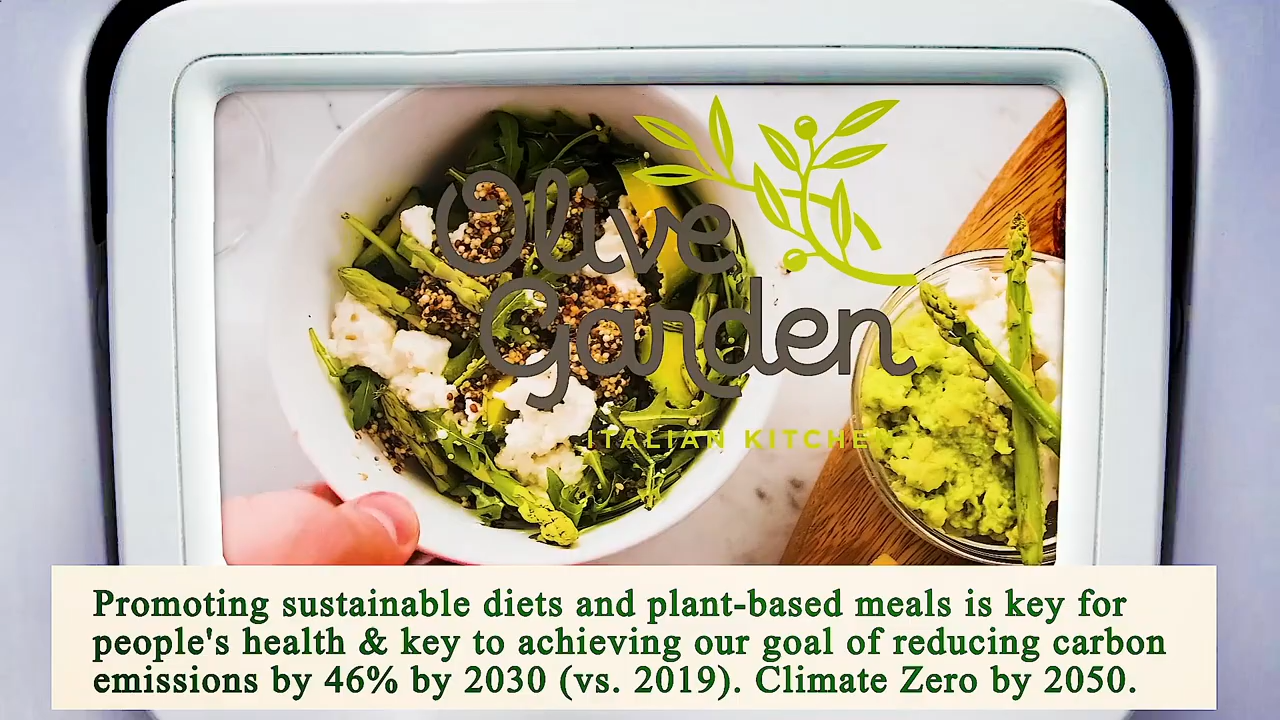 Olive
Garden
ITALIAN KITCHEN
Promoting sustainable diets and plant-based meals is key for
people's health & key to achieving our goal of reducing carbon
emissions by 46% by 2030 (vs. 2019). Climate Zero by 2050.